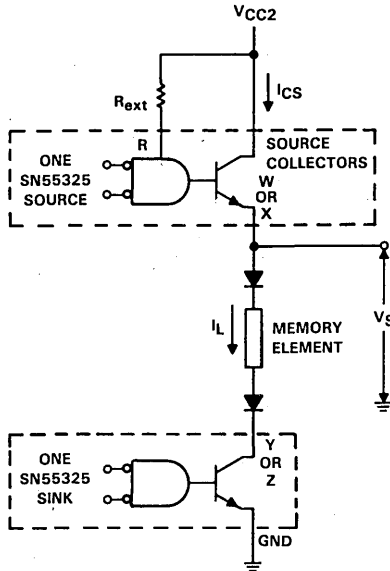 VCC2
ICS
Rext
R
ONE
SN55325
SOURCE
SOURCE
COLLECTORS
W
OR
X
IL
MEMORY
ELEMENT
VS
ONE
SN55325
SINK
Y
OR
Z
GND